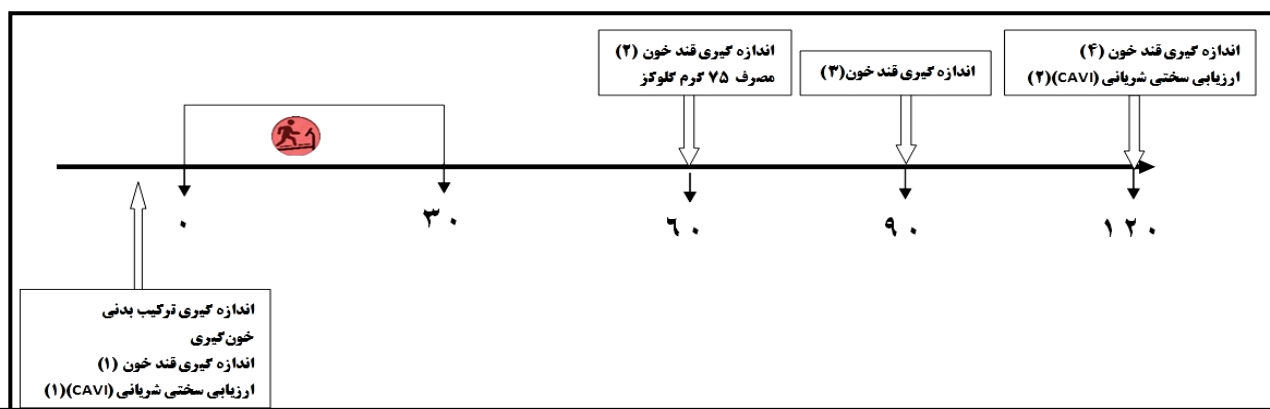 اندازه گیری قند خون (۴)
ارزیابی سختی شریانی (CAVI)(۲)
اندازه گیری قند خون(۳)
اندازه گیری قند خون (۲)
مصرف ۷۵ گرم گلوکز
۰
۳۰
۶۰
۹۰
۱۲۰
اندازه گیری ترکیب بدنی
خون‌گیری
اندازه گیری قند خون (۱)
ارزیابی سختی شریانی (CAVI)(۱)